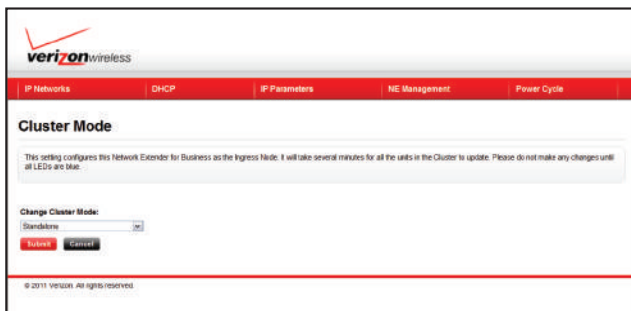 verizonwireless
IP Networks DHCP IP Parameters NE Management Power Cycle
Cluster Mode
This setting configures this Network Extender for Business as the Ingress Node. It will take several minutes for all the units in the Cluster to update. Please do not make any changes until
all LEDs are blue.
Change Cluster Mode:
Standalone
Submit Cancel
© 2011 Verizon. All rights reserved.